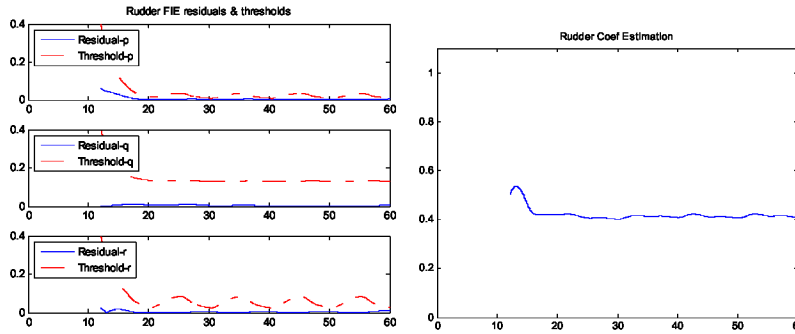 Rudder FIE residuals & thresholds
0.4
0.2
0
Residual-p
Threshold-p
0 10 20 30 40 50 60
0.4
0.2
0
Residual-q
Threshold-q
0 10 20 30 40 50 60
0.4
0.2
0
Residual-r
Threshold-r
0 10 20 30 40 50 60
Rudder Coef Estimation
1
0.8
0.6
0.4
0.2
0
0 10 20 30 40 50